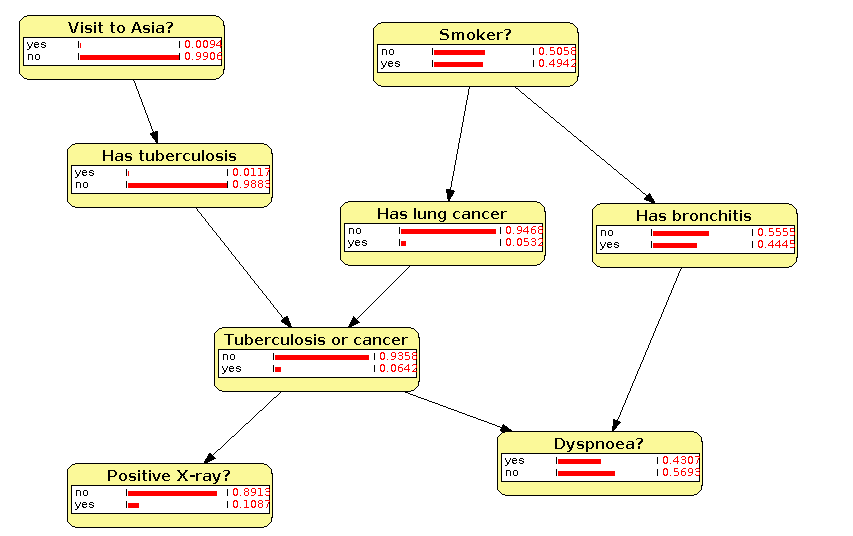 Visit to Asia?
yes 0.0094
no 0.9906
Smoker?
no 0.5058
yes 0.4942
Has tuberculosis
yes 0.0117
no 0.9883
Has lung cancer
no 0.9468
yes 0.0532
Has bronchitis
no 0.5555
yes 0.4445
Tuberculosis or cancer
no 0.9358
yes 0.0642
Dyspnoea?
yes 0.4307
no 0.5693
Positive X-ray?
no 0.8913
yes 0.1087